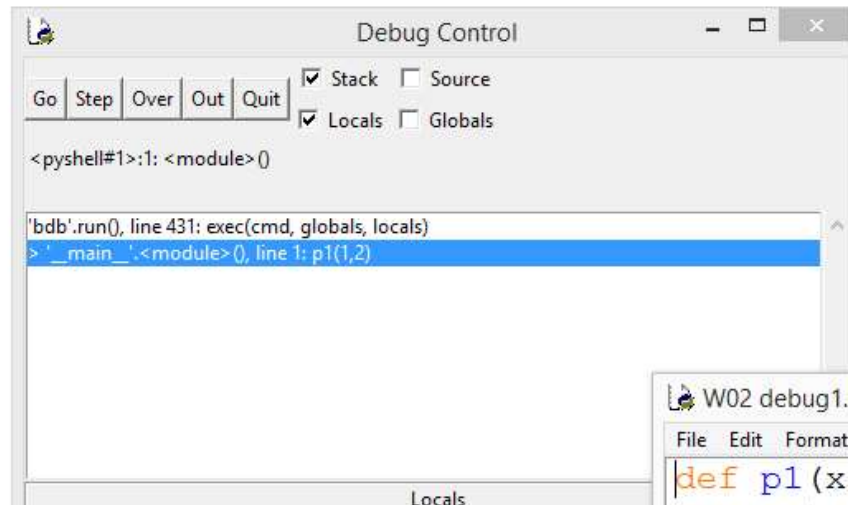 Debug Control
Go Step Over Out Quit
Stack Source
Locals Globals
<pyshell#1>:1: <module>()
'bdb'.run(), line 431: exec(cmd, globals, locals)
> '__main__'.<module>(), line 1: p1(1,2)
Locals
W02 debug1.
File Edit Format
def p1(x